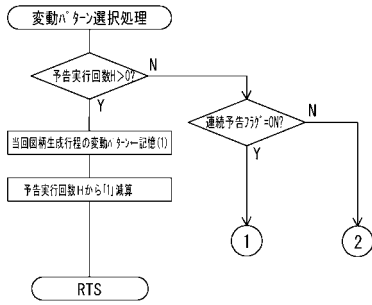 変動ﾊﾟﾀｰﾝ選択処理
予告実行回数H>0?
N
Y
連続予告ﾌﾗｸﾞ=ON?
N
Y
当回図柄生成行程の変動ﾊﾟﾀｰﾝ←記憶(1)
予告実行回数Hから｢1｣減算
1
2
RTS